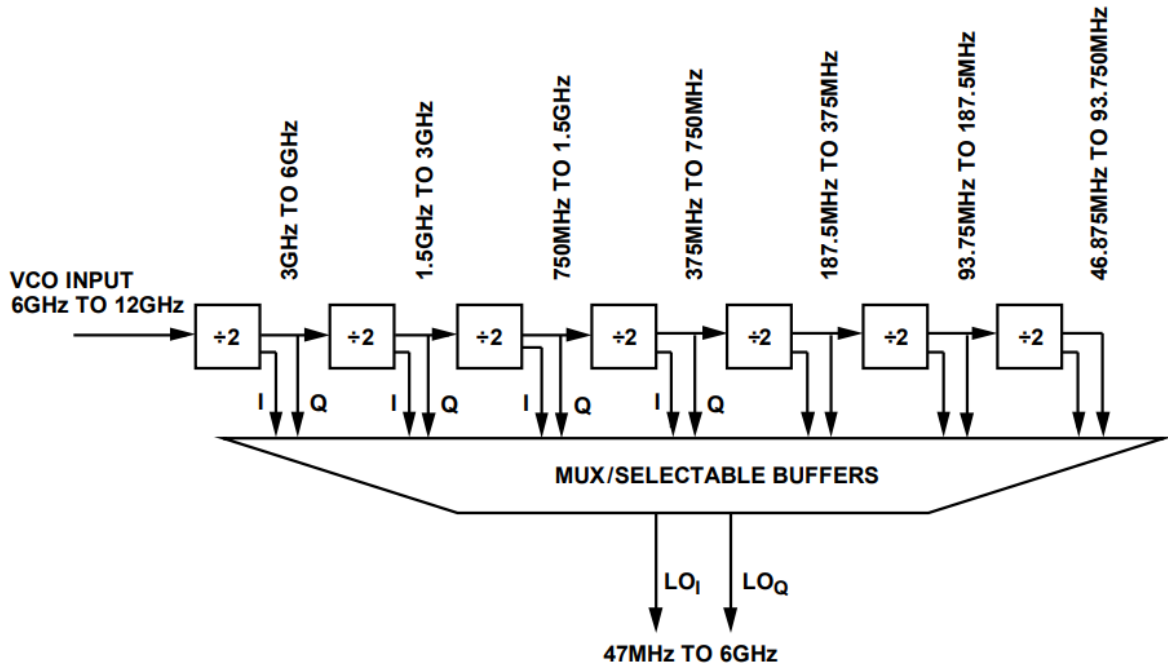 3GHz TO 6GHz
1.5GHz TO 3GHz
750MHz TO 1.5GHz
375MHz TO 750MHz
187.5MHz TO 375MHz
93.75MHz TO 187.5MHz
46.875MHz TO 93.750MHz
VCO INPUT
6GHz TO 12GHz
÷2
÷2
÷2
÷2
÷2
÷2
÷2
I
Q
I
Q
I
Q
I
Q
MUX/SELECTABLE BUFFERS
LOI
LOQ
47MHz TO 6GHz